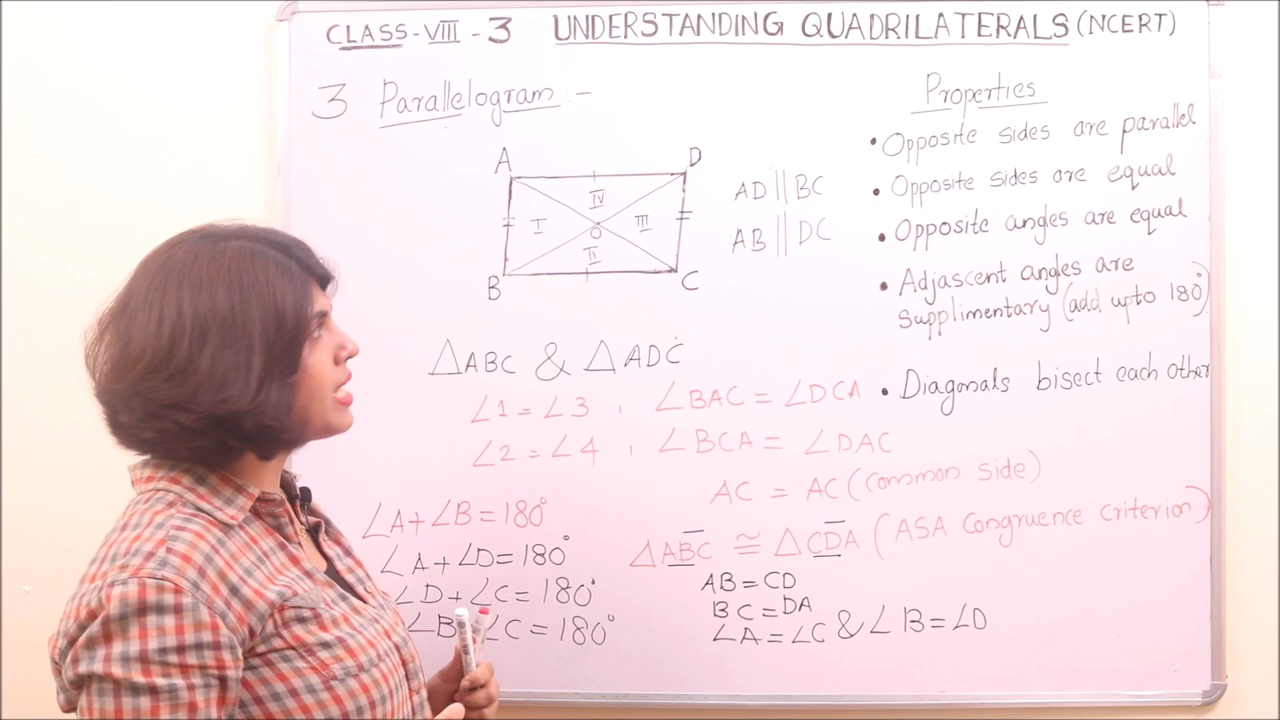 CLASS-VIII - 3 UNDERSTANDING QUADRILATERALS (NCERT)
3 Parallelogram :-
A D
I IV III II
O
B C
AD || BC
AB || DC
Properties
• Opposite sides are parallel
• Opposite sides are equal
• Opposite angles are equal
• Adjascent angles are
Supplimentary (add upto 180°)
• Diagonals bisect each other
△ABC & △ADC
∠1 = ∠3 , ∠BAC = ∠DCA
∠2 = ∠4 , ∠BCA = ∠DAC
AC = AC (common side)
△ABC ≅ △CDA (ASA Congruence criterion)
AB = CD
BC = DA
∠A = ∠C & ∠B = ∠D
∠A + ∠B = 180°
∠A + ∠D = 180°
∠D + ∠C = 180°
∠B ∠C = 180°